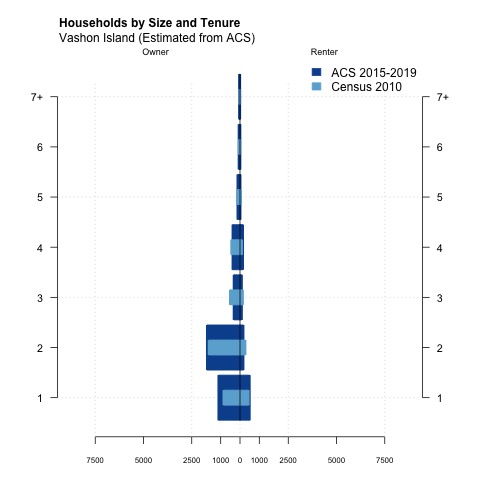 Households by Size and Tenure
Vashon Island (Estimated from ACS)
Owner Renter
ACS 2015-2019
Census 2010
7+ 7+
6 6
5 5
4 4
3 3
2 2
1 1
7500 5000 2500 1000 0 1000 2500 5000 7500